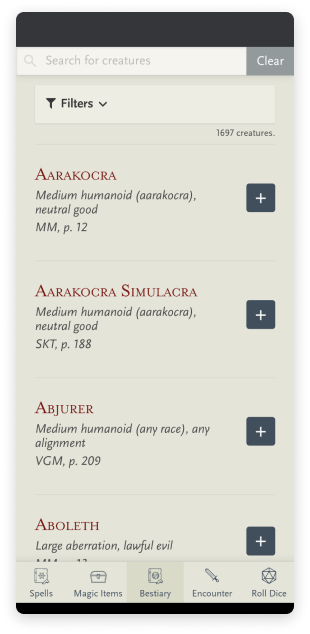 Search for creatures
Clear
Filters
1697 creatures.
Aarakocra
Medium humanoid (aarakocra),
neutral good
MM, p. 12
Aarakocra Simulacra
Medium humanoid (aarakocra),
neutral good
SKT, p. 188
Abjurer
Medium humanoid (any race), any
alignment
VGM, p. 209
Aboleth
Large aberration, lawful evil
Spells
Magic Items
Bestiary
Encounter
Roll Dice